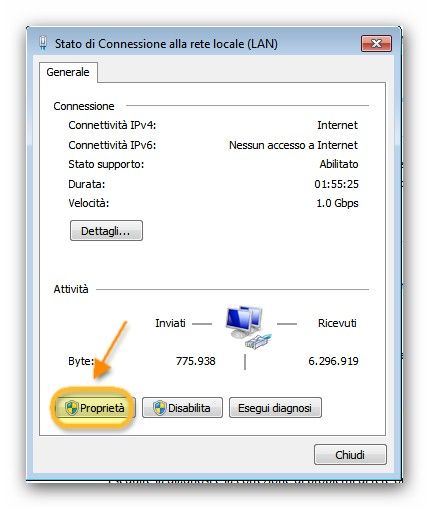 Stato di Connessione alla rete locale (LAN)
Generale
Connessione
Connettività IPv4: Internet
Connettività IPv6: Nessun accesso a Internet
Stato supporto: Abilitato
Durata: 01:55:25
Velocità: 1.0 Gbps
Dettagli...
Attività
Inviati — Ricevuti
Byte: 775.938 | 6.296.919
Proprietà Disabilita Esegui diagnosi
Chiudi